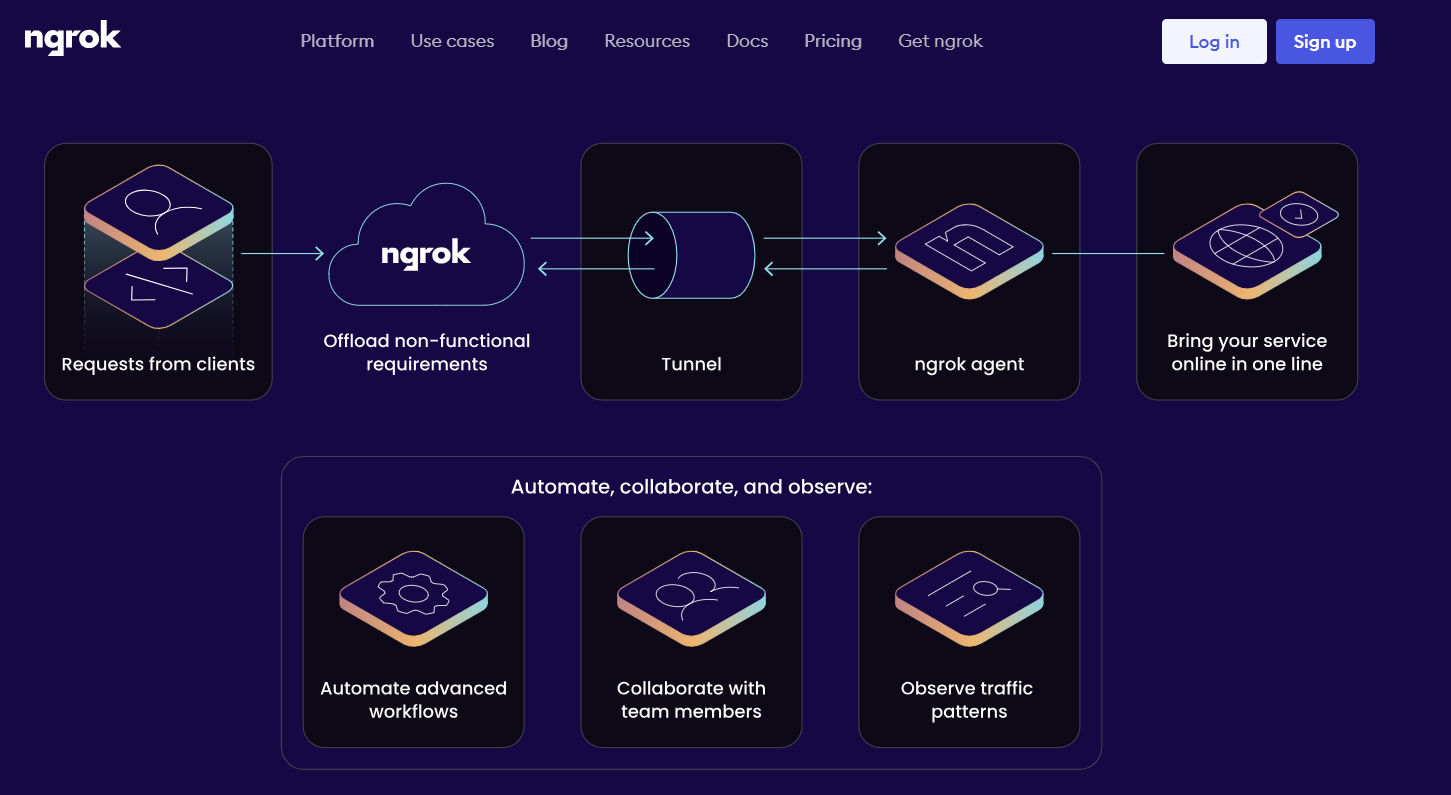 ngrok
Platform
Use cases
Blog
Resources
Docs
Pricing
Get ngrok
Log in
Sign up
Requests from clients
ngrok
Offload non-functional
requirements
Tunnel
ngrok agent
Bring your service
online in one line
Automate, collaborate, and observe:
Automate advanced
workflows
Collaborate with
team members
Observe traffic
patterns